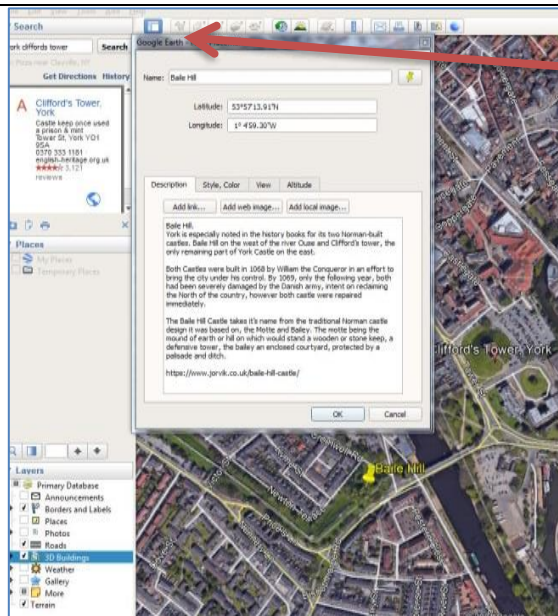 Search
ork cliffords tower
Search
Get Directions History
A
Clifford's Tower, York
Castle keep once used
a prison & mint
Tower St, York YO1
9SA
0370 333 1181
english-heritage.org.uk
3,121
reviews
Places
My Places
Temporary Places
Layers
Primary Database
Announcements
Borders and Labels
Places
Photos
Roads
3D Buildings
Weather
Gallery
More
Terrain
Google Earth -
Name: Baile Hill
Latitude: 53°57'13.91"N
Longitude: 1° 4'59.30"W
Description Style, Color View Altitude
Add link... Add web image... Add local image...
Baile Hill.
York is especially noted in the history books for its two Norman-built
castles. Baile Hill on the west of the river Ouse and Clifford's tower, the
only remaining part of York Castle on the east.
Both Castles were built in 1068 by William the Conqueror in an effort to
bring the city under his control. By 1069, only the following year, both
had been severely damaged by the Danish army, intent on reclaiming
the North of the country, however both castle were repaired
immediately.
The Baile Hill Castle takes it's name from the traditional Norman castle
design it was based on, the Motte and Bailey. The motte being the
mound of earth or hill on which would stand a wooden or stone keep, a
defensive tower, the bailey an enclosed courtyard, protected by a
palisade and ditch.
https://www.jorvik.co.uk/baile-hill-castle/
OK Cancel
Clifford's Tower, York
Baile Hill